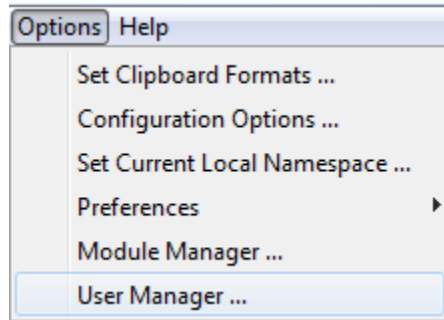 Options Help
Set Clipboard Formats ...
Configuration Options ...
Set Current Local Namespace ...
Preferences
Module Manager ...
User Manager ...